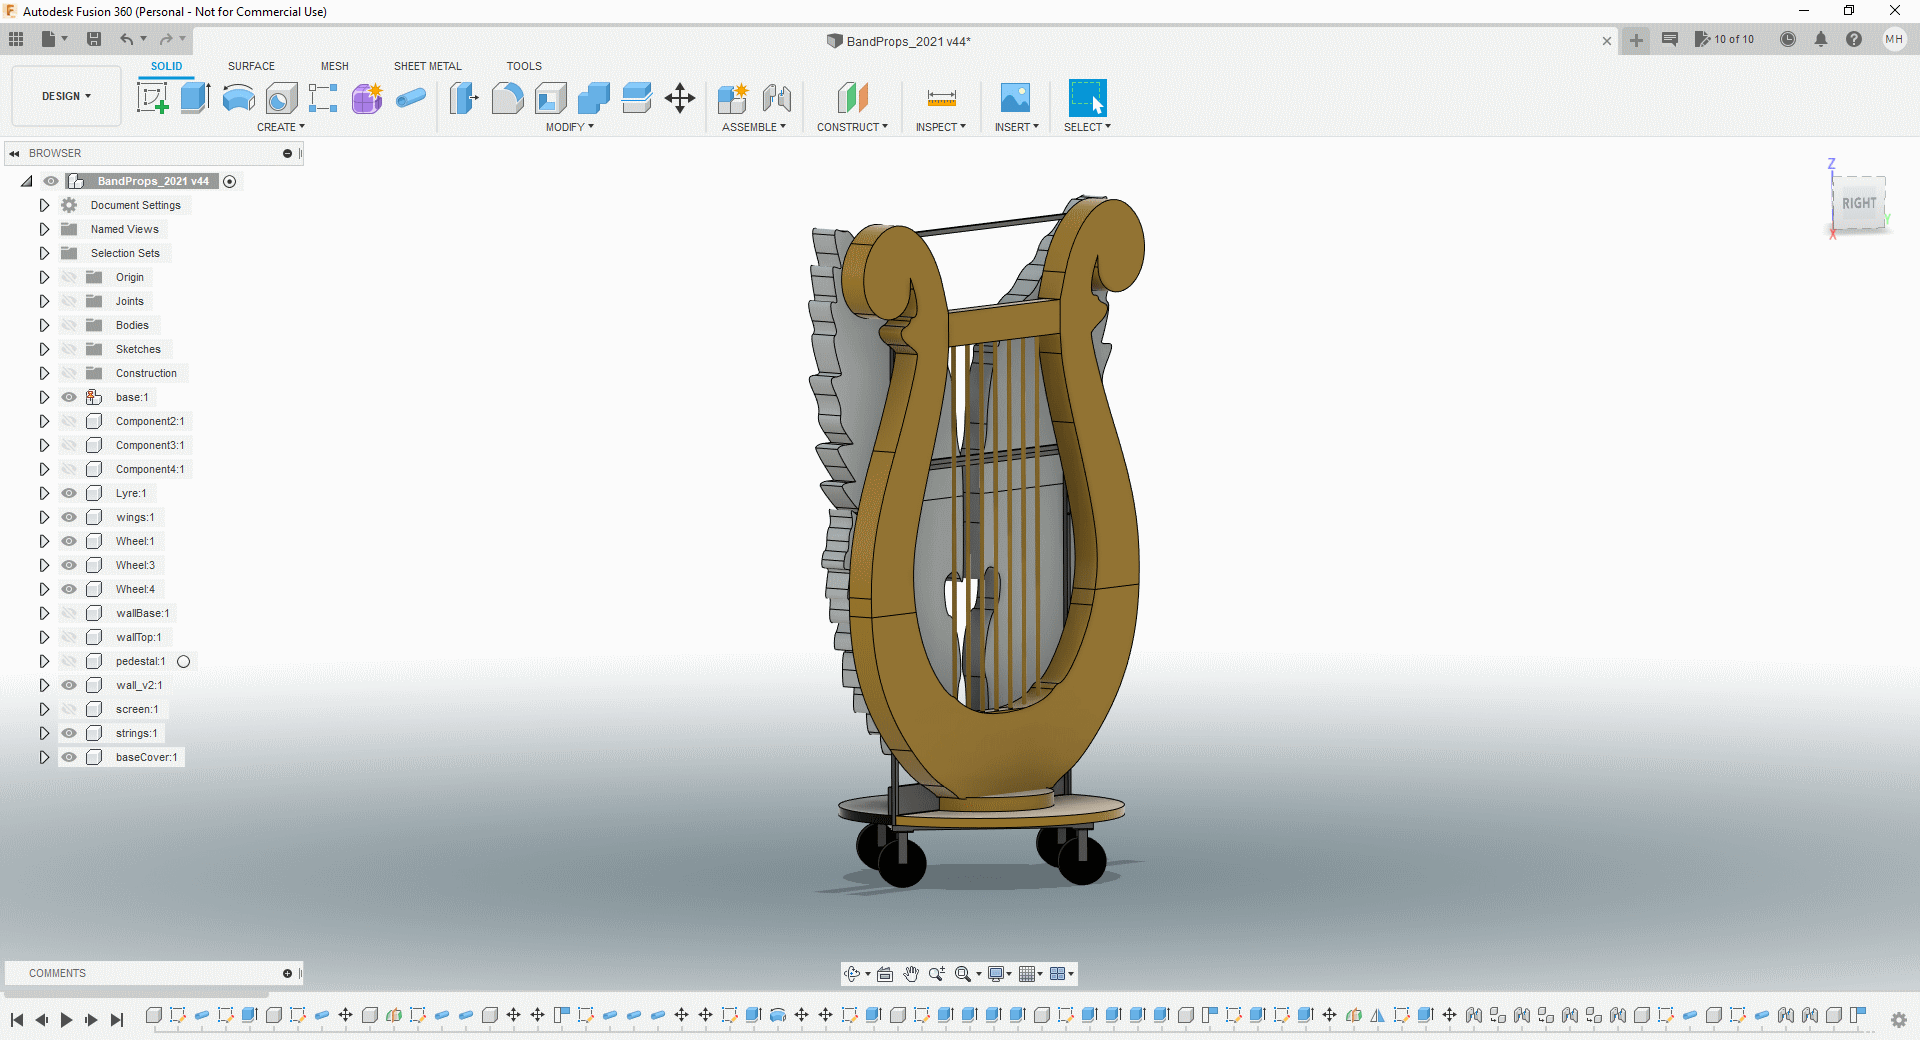 Autodesk Fusion 360 (Personal - Not for Commercial Use)
BandProps_2021 v44*
10 of 10
MH
DESIGN
SOLID SURFACE MESH SHEET METAL TOOLS
CREATE MODIFY ASSEMBLE CONSTRUCT INSPECT INSERT SELECT
BROWSER
BandProps_2021 v44
Document Settings
Named Views
Selection Sets
Origin
Joints
Bodies
Sketches
Construction
base:1
Component2:1
Component3:1
Component4:1
Lyre:1
wings:1
Wheel:1
Wheel:3
Wheel:4
wallBase:1
wallTop:1
pedestal:1
wall_v2:1
screen:1
strings:1
baseCover:1
Z
RIGHT
Y
X
COMMENTS